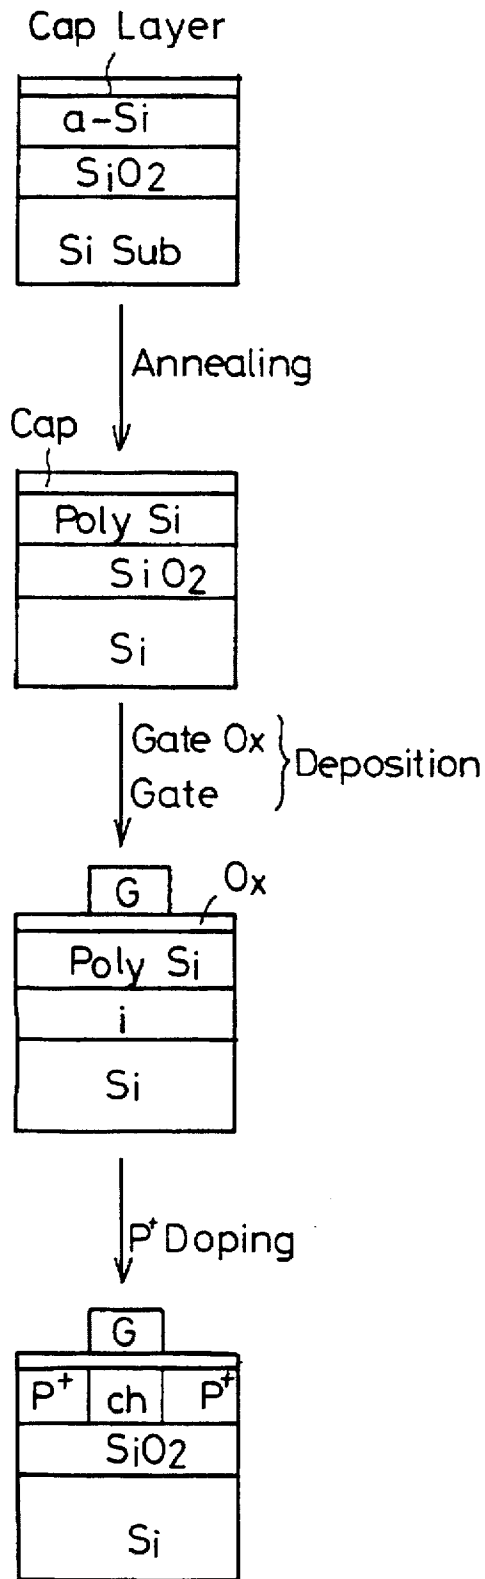 Cap Layer
a-Si
SiO2
Si Sub
Annealing
Cap
Poly Si
SiO2
Si
Gate Ox
Gate
Deposition
G
Ox
Poly Si
i
Si
P+ Doping
G
P+ ch P+
SiO2
Si